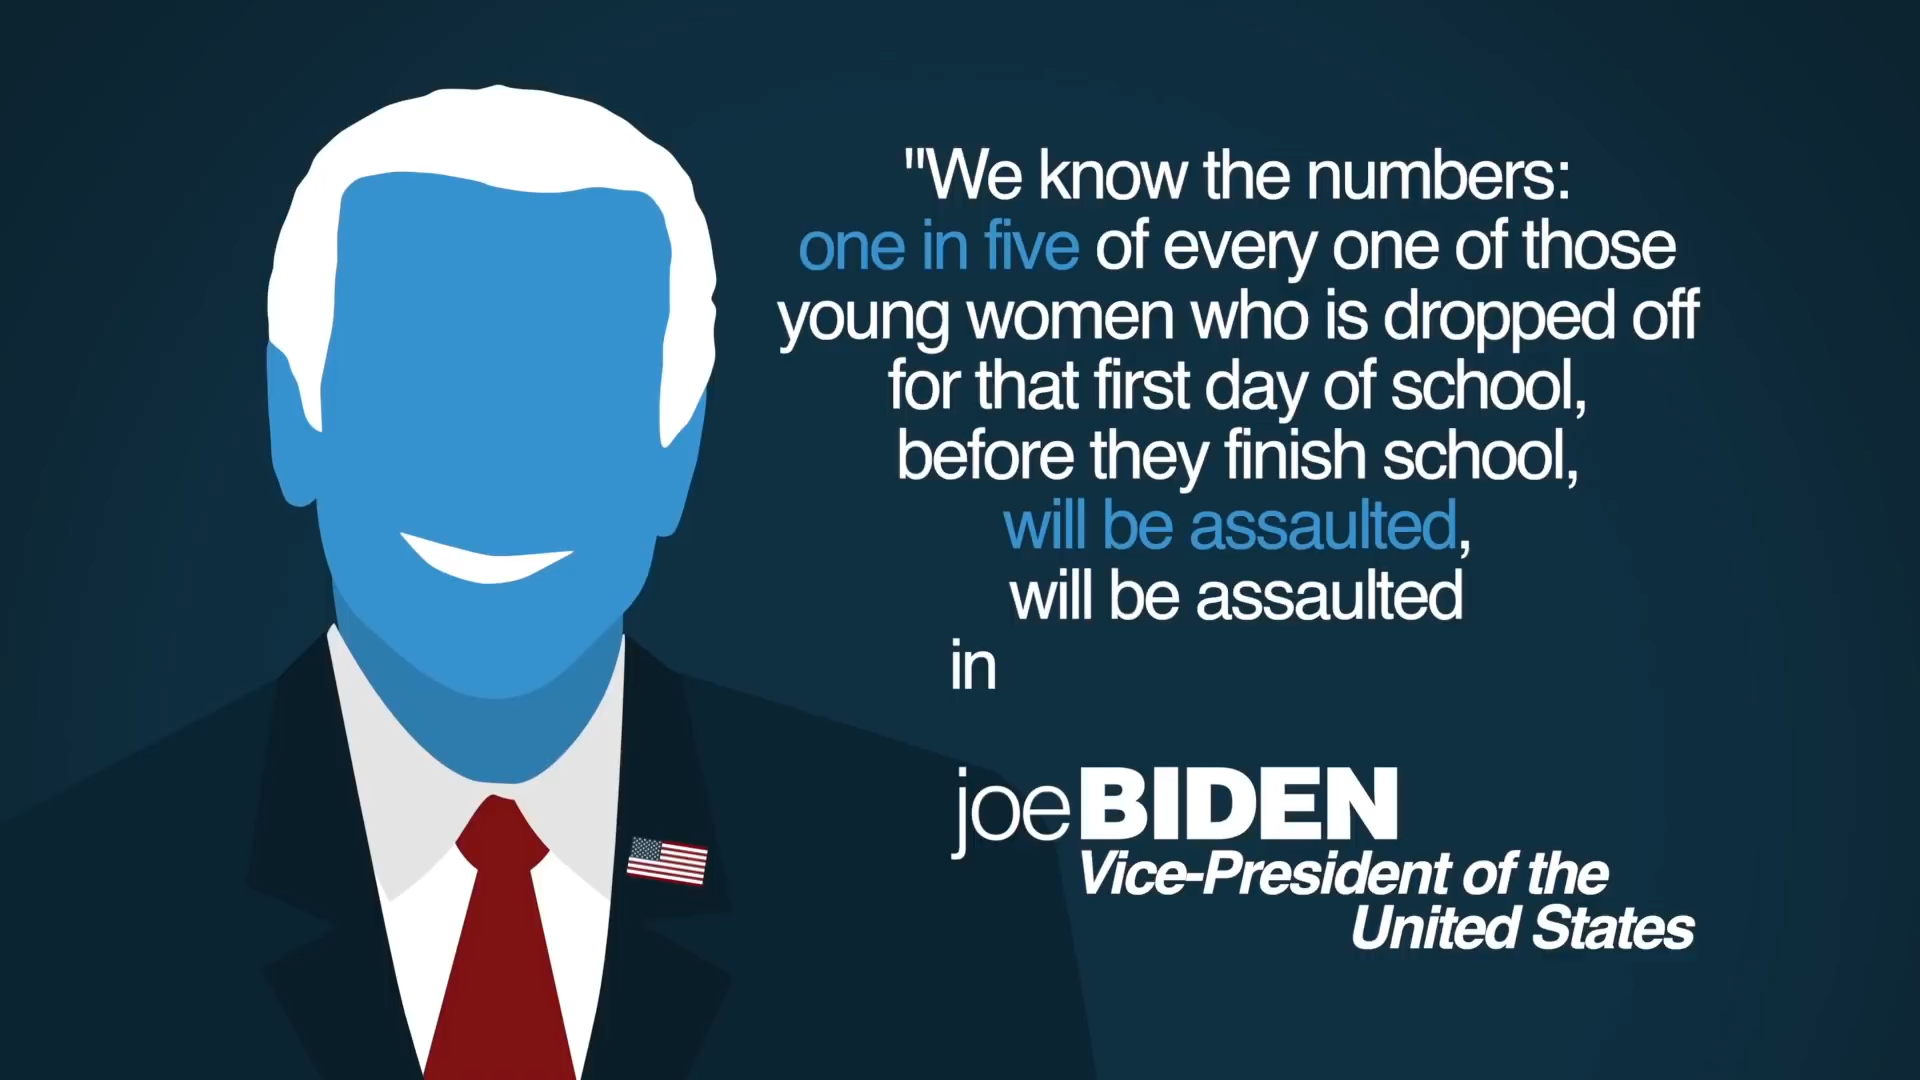 "We know the numbers:
one in five of every one of those
young women who is dropped off
for that first day of school,
before they finish school,
will be assaulted,
will be assaulted
in
joeBIDEN
Vice-President of the
United States